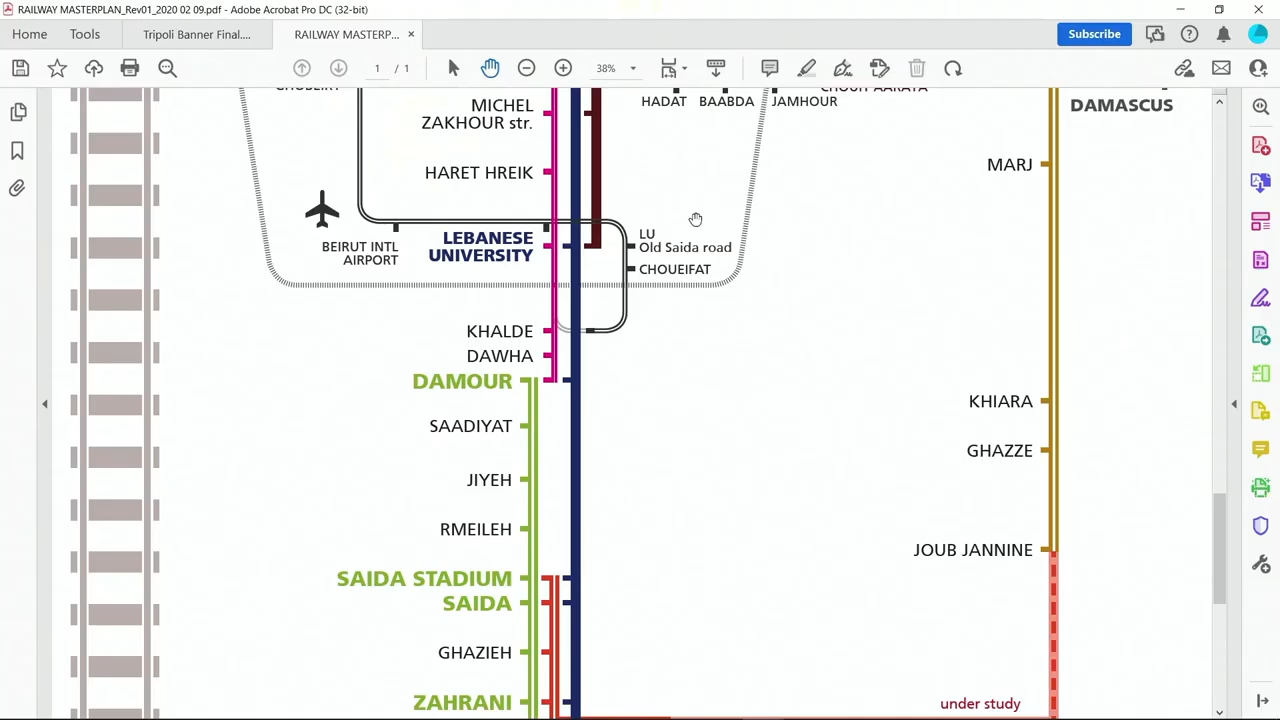 RAILWAY MASTERPLAN_Rev01_2020 02 09.pdf - Adobe Acrobat Pro DC (32-bit)
Home
Tools
Tripoli Banner Final....
RAILWAY MASTERP...
Subscribe
1 / 1
38%
MICHEL
ZAKHOUR str.
HADAT
BAABDA
JAMHOUR
DAMASCUS
MARJ
HARET HREIK
BEIRUT INTL
AIRPORT
LEBANESE
UNIVERSITY
LU
Old Saida road
CHOUEIFAT
KHALDE
DAWHA
DAMOUR
SAADIYAT
KHIARA
GHAZZE
JIYEH
RMEILEH
JOUB JANNINE
SAIDA STADIUM
SAIDA
GHAZIEH
ZAHRANI
under study